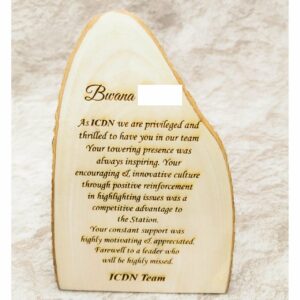 Bwana
As ICDN we are privileged and
thrilled to have you in our team
Your towering presence was
always inspiring. Your
encouraging & innovative culture
through positive reinforcement
in highlighting issues was a
competitive advantage to
the Station.
Your constant support was
highly motivating & appreciated.
Farewell to a leader who
will be highly missed.
ICDN Team